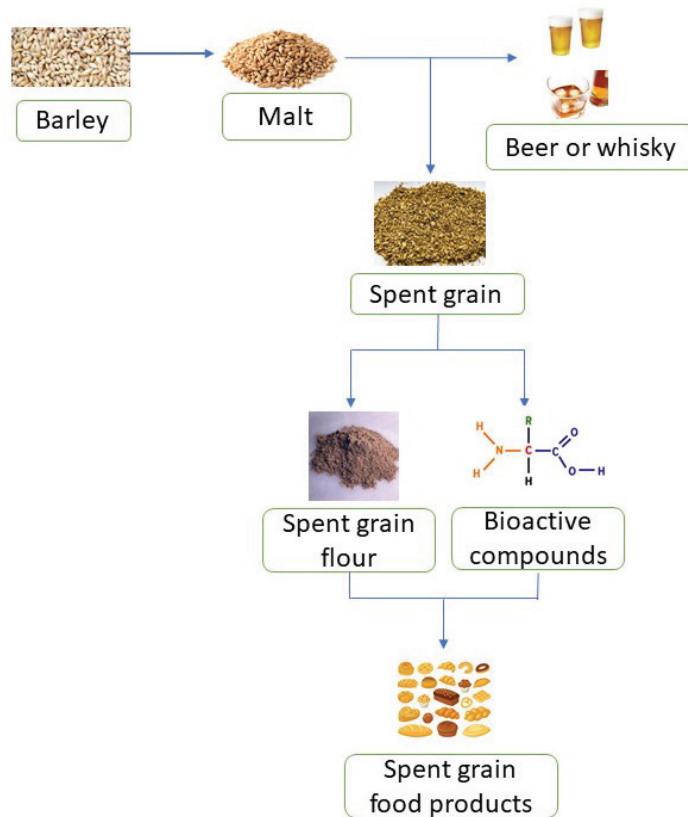 Barley
Malt
Beer or whisky
Spent grain
H
N
H
R
C
H
C
O
O
H
Spent grain
flour
Bioactive
compounds
Spent grain
food products